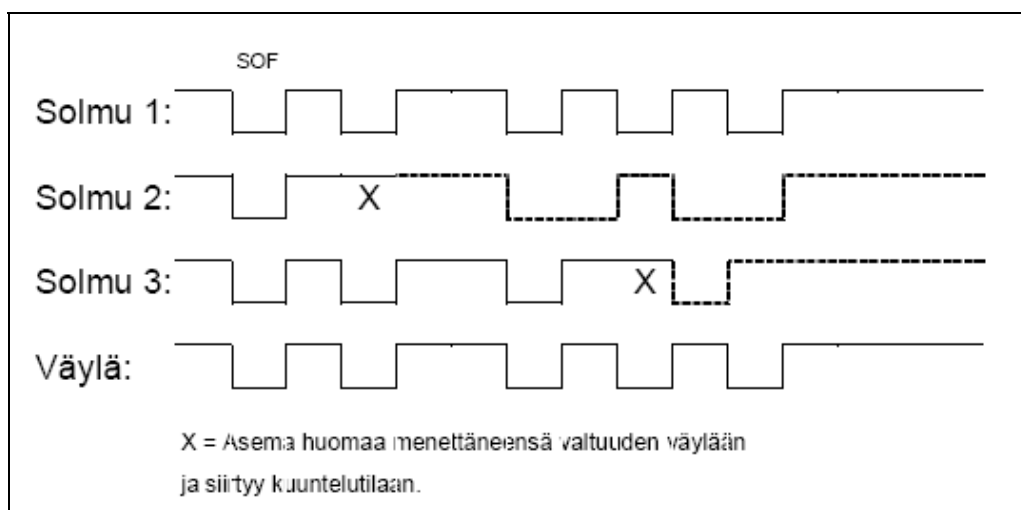 SOF
Solmu 1:
Solmu 2:
X
Solmu 3:
X
Väylä:
X = Asema huomaa menettäneensä valtuuden väylään
ja siirtyy kuuntelutilaan.